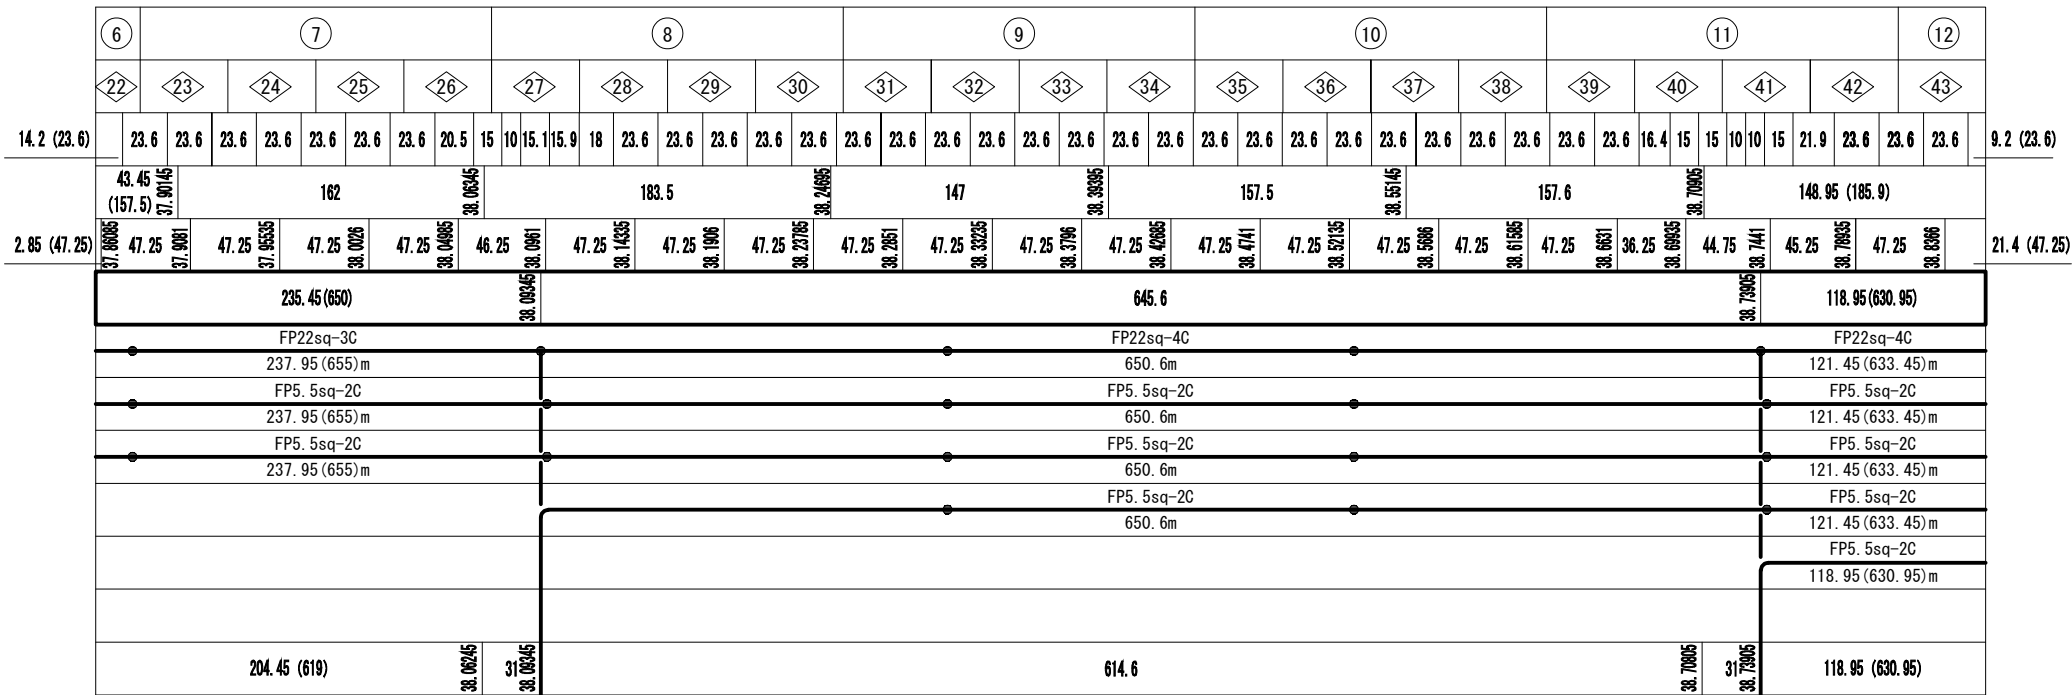 ⑥ ⑦ ⑧ ⑨ ⑩ ⑪ ⑫
22 23 24 25 26 27 28 29 30 31 32 33 34 35 36 37 38 39 40 41 42 43
14.2 (23.6) 23.6 23.6 23.6 23.6 23.6 23.6 23.6 20.5 15 10 15.1 15.9 18 23.6 23.6 23.6 23.6 23.6 23.6 23.6 23.6 23.6 23.6 23.6 23.6 23.6 23.6 23.6 23.6 23.6 23.6 23.6 23.6 23.6 23.6 16.4 15 15 10 10 15 21.9 23.6 23.6 23.6 9.2 (23.6)
43.45 (157.5) 37.90145 162 38.06345 183.5 38.24695 147 38.39395 157.5 38.55145 157.6 38.70905 148.95 (185.9)
2.85 (47.25) 37.86085 47.25 37.9081 47.25 37.95535 47.25 38.0026 47.25 38.04985 46.25 38.0961 47.25 38.14335 47.25 38.1906 47.25 38.23785 47.25 38.2851 47.25 38.33235 47.25 38.3796 47.25 38.42685 47.25 38.4741 47.25 38.52135 47.25 38.5686 47.25 38.61585 47.25 38.6631 36.25 38.69935 44.75 38.7441 45.25 38.78935 47.25 38.8366 21.4 (47.25)
235.45(650) 38.09345 645.6 38.73905 118.95(630.95)
FP22sq-3C FP22sq-4C FP22sq-4C
237.95(655)m 650.6m 121.45(633.45)m
FP5.5sq-2C FP5.5sq-2C FP5.5sq-2C
237.95(655)m 650.6m 121.45(633.45)m
FP5.5sq-2C FP5.5sq-2C FP5.5sq-2C
237.95(655)m 650.6m 121.45(633.45)m
FP5.5sq-2C FP5.5sq-2C
650.6m 121.45(633.45)m
FP5.5sq-2C
118.95(630.95)m
204.45 (619) 38.06245 31 38.09345 614.6 38.70805 31 38.73905 118.95 (630.95)